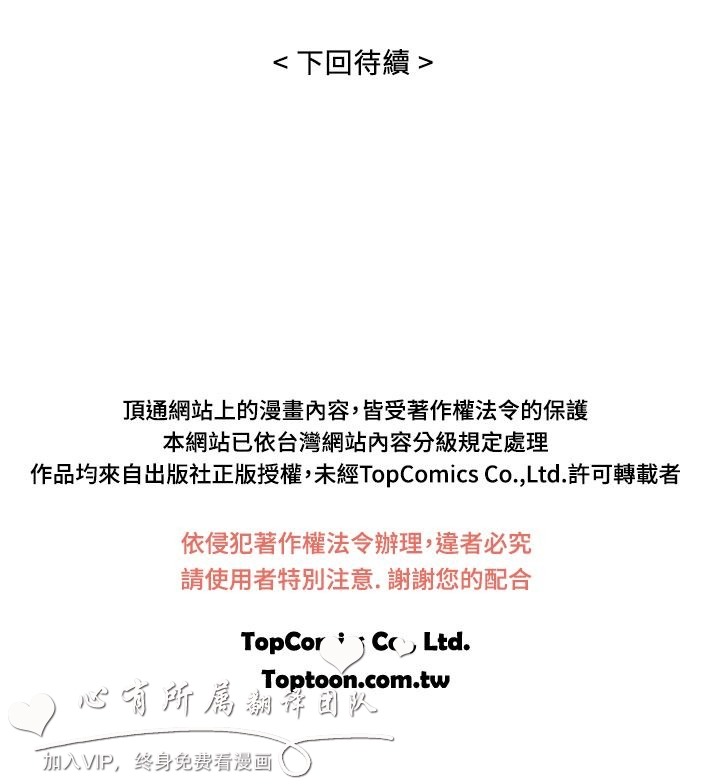 < 下回待續 >
頂通網站上的漫畫內容，皆受著作權法令的保護
本網站已依台灣網站內容分級規定處理
作品均來自出版社正版授權，未經TopComics Co.,Ltd.許可轉載者
依侵犯著作權法令辦理，違者必究
請使用者特別注意. 謝謝您的配合
TopComics Co., Ltd.
Toptoon.com.tw
心有所属翻译团队
加入VIP，终身免费看漫画